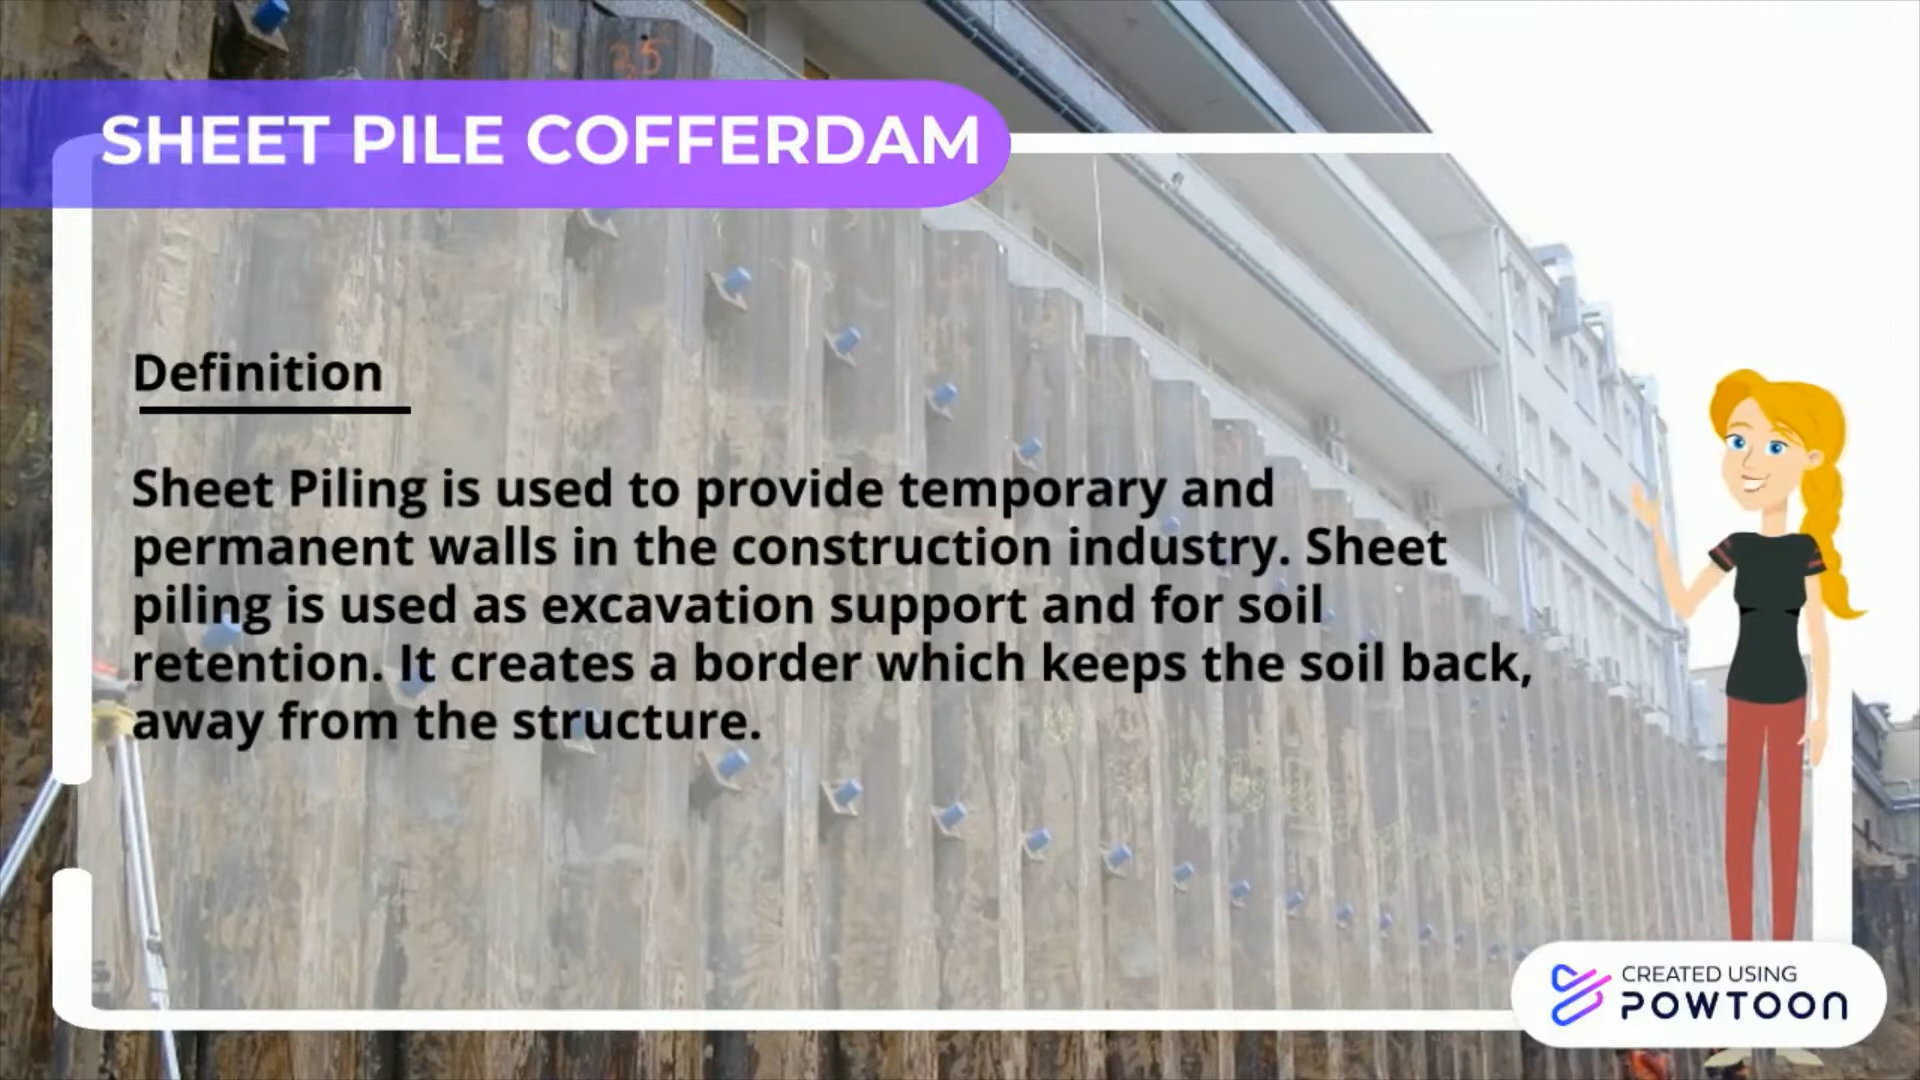 35
SHEET PILE COFFERDAM
Definition
Sheet Piling is used to provide temporary and
permanent walls in the construction industry. Sheet
piling is used as excavation support and for soil
retention. It creates a border which keeps the soil back,
away from the structure.
CREATED USING
POWTOON